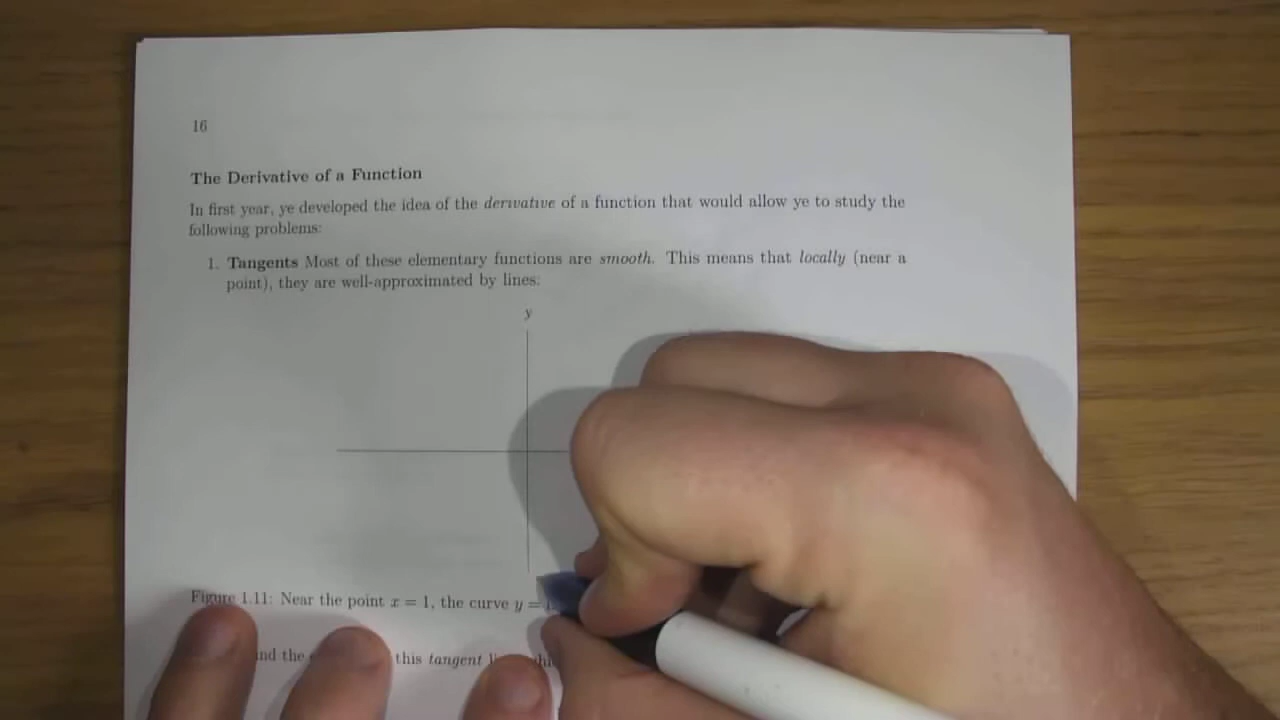 16
The Derivative of a Function
In first year, ye developed the idea of the derivative of a function that would allow ye to study the
following problems:
1. Tangents Most of these elementary functions are smooth. This means that locally (near a
point), they are well-approximated by lines:
y
Figure 1.11: Near the point x = 1, the curve y =
the this tangent